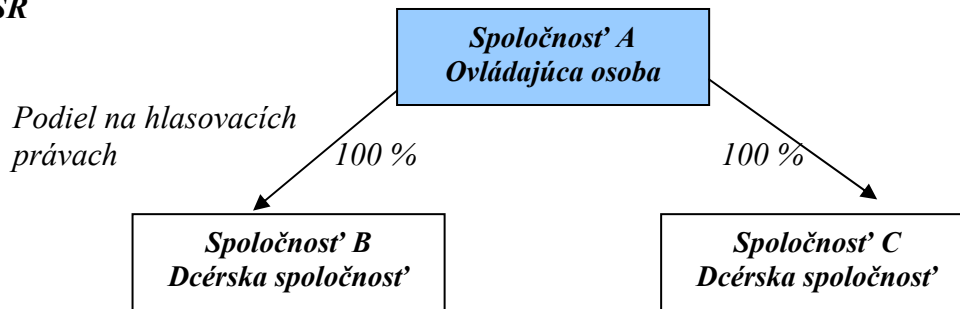 SR
Spoločnosť A
Ovládajúca osoba
Podiel na hlasovacích
právach
100 %
100 %
Spoločnosť B
Dcérska spoločnosť
Spoločnosť C
Dcérska spoločnosť